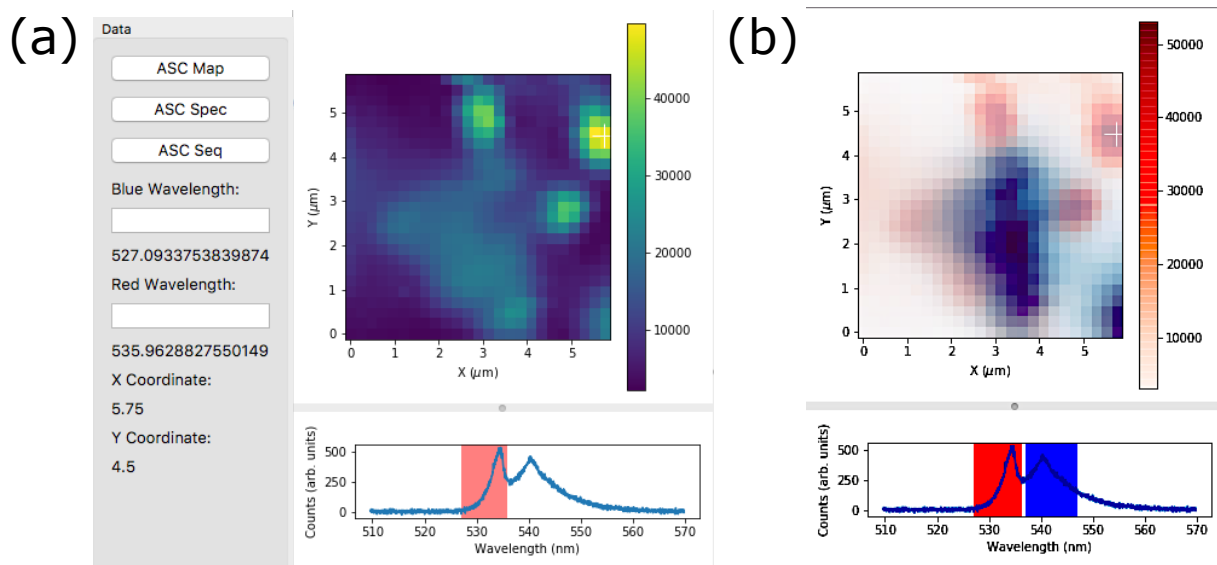 (a)
Data
ASC Map
ASC Spec
ASC Seq
Blue Wavelength:
527.0933753839874
Red Wavelength:
535.9628827550149
X Coordinate:
5.75
Y Coordinate:
4.5
5
4
3
2
1
0
Y (μm)
0 1 2 3 4 5
X (μm)
40000
30000
20000
10000
500
250
0
Counts (arb. units)
510 520 530 540 550 560 570
Wavelength (nm)
(b)
5
4
3
2
1
0
Y (μm)
0 1 2 3 4 5
X (μm)
50000
40000
30000
20000
10000
500
250
0
Counts (arb. units)
510 520 530 540 550 560 570
Wavelength (nm)